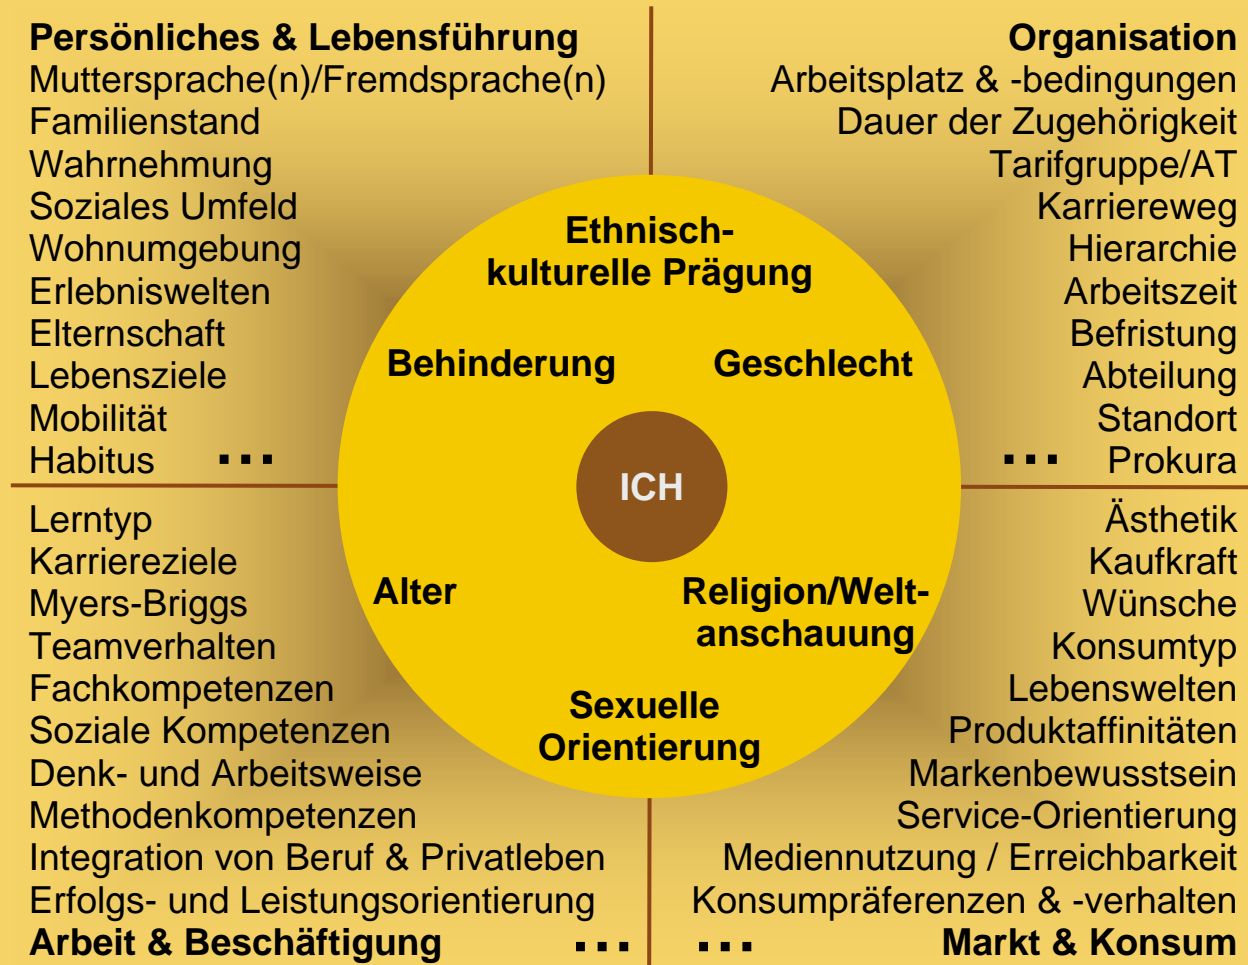 Persönliches & Lebensführung
Muttersprache(n)/Fremdsprache(n)
Familienstand
Wahrnehmung
Soziales Umfeld
Wohnumgebung
Erlebniswelten
Elternschaft
Lebensziele
Mobilität
Habitus ...
Organisation
Arbeitsplatz & -bedingungen
Dauer der Zugehörigkeit
Tarifgruppe/AT
Karriereweg
Hierarchie
Arbeitszeit
Befristung
Abteilung
Standort
... Prokura
Ethnisch-
kulturelle Prägung
Behinderung
Geschlecht
ICH
Alter
Religion/Welt-
anschauung
Sexuelle
Orientierung
Lerntyp
Karriereziele
Myers-Briggs
Teamverhalten
Fachkompetenzen
Soziale Kompetenzen
Denk- und Arbeitsweise
Methodenkompetenzen
Integration von Beruf & Privatleben
Erfolgs- und Leistungsorientierung
Arbeit & Beschäftigung ...
Ästhetik
Kaufkraft
Wünsche
Konsumtyp
Lebenswelten
Produktaffinitäten
Markenbewusstsein
Service-Orientierung
Mediennutzung / Erreichbarkeit
Konsumpräferenzen & -verhalten
... Markt & Konsum